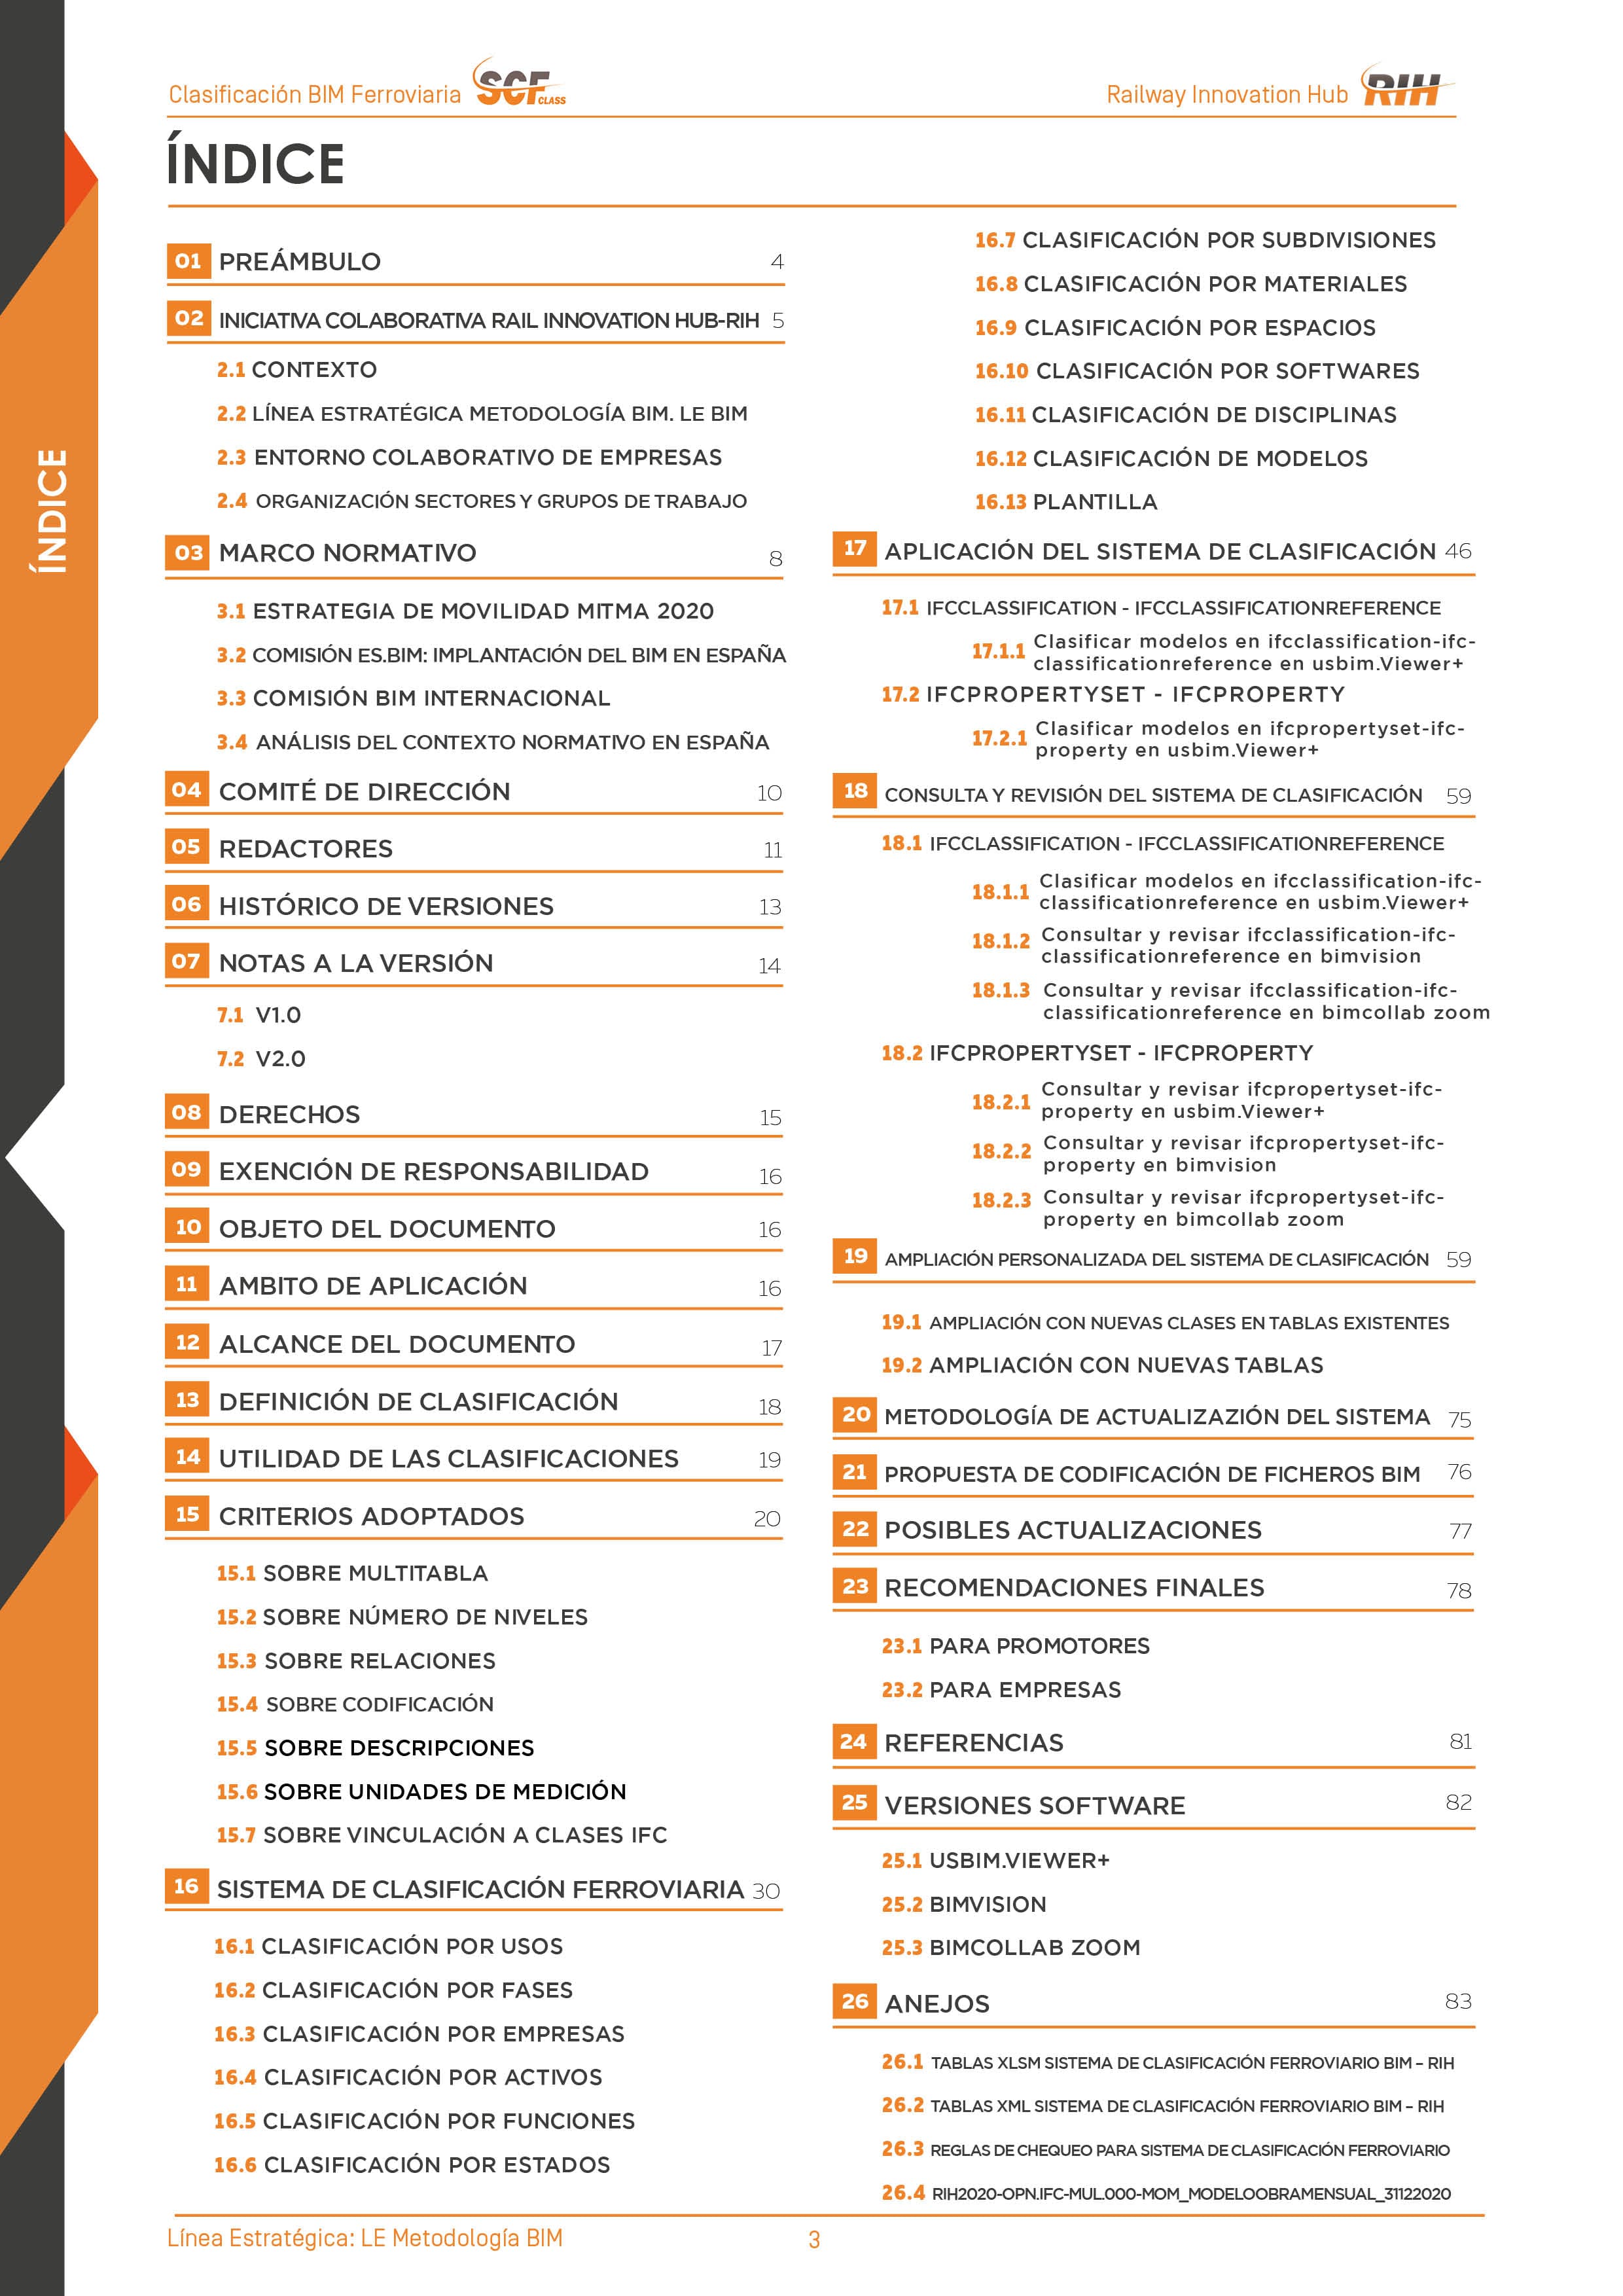 Clasificación BIM Ferroviaria SCF CLASS
Railway Innovation Hub RIH
ÍNDICE
ÍNDICE
01 PREÁMBULO 4
02 INICIATIVA COLABORATIVA RAIL INNOVATION HUB-RIH 5
2.1 CONTEXTO
2.2 LÍNEA ESTRATÉGICA METODOLOGÍA BIM. LE BIM
2.3 ENTORNO COLABORATIVO DE EMPRESAS
2.4 ORGANIZACIÓN SECTORES Y GRUPOS DE TRABAJO
03 MARCO NORMATIVO 8
3.1 ESTRATEGIA DE MOVILIDAD MITMA 2020
3.2 COMISIÓN ES.BIM: IMPLANTACIÓN DEL BIM EN ESPAÑA
3.3 COMISIÓN BIM INTERNACIONAL
3.4 ANÁLISIS DEL CONTEXTO NORMATIVO EN ESPAÑA
04 COMITÉ DE DIRECCIÓN 10
05 REDACTORES 11
06 HISTÓRICO DE VERSIONES 13
07 NOTAS A LA VERSIÓN 14
7.1 V1.0
7.2 V2.0
08 DERECHOS 15
09 EXENCIÓN DE RESPONSABILIDAD 16
10 OBJETO DEL DOCUMENTO 16
11 AMBITO DE APLICACIÓN 16
12 ALCANCE DEL DOCUMENTO 17
13 DEFINICIÓN DE CLASIFICACIÓN 18
14 UTILIDAD DE LAS CLASIFICACIONES 19
15 CRITERIOS ADOPTADOS 20
15.1 SOBRE MULTITABLA
15.2 SOBRE NÚMERO DE NIVELES
15.3 SOBRE RELACIONES
15.4 SOBRE CODIFICACIÓN
15.5 SOBRE DESCRIPCIONES
15.6 SOBRE UNIDADES DE MEDICIÓN
15.7 SOBRE VINCULACIÓN A CLASES IFC
16 SISTEMA DE CLASIFICACIÓN FERROVIARIA 30
16.1 CLASIFICACIÓN POR USOS
16.2 CLASIFICACIÓN POR FASES
16.3 CLASIFICACIÓN POR EMPRESAS
16.4 CLASIFICACIÓN POR ACTIVOS
16.5 CLASIFICACIÓN POR FUNCIONES
16.6 CLASIFICACIÓN POR ESTADOS
16.7 CLASIFICACIÓN POR SUBDIVISIONES
16.8 CLASIFICACIÓN POR MATERIALES
16.9 CLASIFICACIÓN POR ESPACIOS
16.10 CLASIFICACIÓN POR SOFTWARES
16.11 CLASIFICACIÓN DE DISCIPLINAS
16.12 CLASIFICACIÓN DE MODELOS
16.13 PLANTILLA
17 APLICACIÓN DEL SISTEMA DE CLASIFICACIÓN 46
17.1 IFCCLASSIFICATION - IFCCLASSIFICATIONREFERENCE
17.1.1 Clasificar modelos en ifcclassification-ifc-
classificationreference en usbim.Viewer+
17.2 IFCPROPERTYSET - IFCPROPERTY
17.2.1 Clasificar modelos en ifcpropertyset-ifc-
property en usbim.Viewer+
18 CONSULTA Y REVISIÓN DEL SISTEMA DE CLASIFICACIÓN 59
18.1 IFCCLASSIFICATION - IFCCLASSIFICATIONREFERENCE
18.1.1 Clasificar modelos en ifcclassification-ifc-
classificationreference en usbim.Viewer+
18.1.2 Consultar y revisar ifcclassification-ifc-
classificationreference en bimvision
18.1.3 Consultar y revisar ifcclassification-ifc-
classificationreference en bimcollab zoom
18.2 IFCPROPERTYSET - IFCPROPERTY
18.2.1 Consultar y revisar ifcpropertyset-ifc-
property en usbim.Viewer+
18.2.2 Consultar y revisar ifcpropertyset-ifc-
property en bimvision
18.2.3 Consultar y revisar ifcpropertyset-ifc-
property en bimcollab zoom
19 AMPLIACIÓN PERSONALIZADA DEL SISTEMA DE CLASIFICACIÓN 59
19.1 AMPLIACIÓN CON NUEVAS CLASES EN TABLAS EXISTENTES
19.2 AMPLIACIÓN CON NUEVAS TABLAS
20 METODOLOGÍA DE ACTUALIZAZIÓN DEL SISTEMA 75
21 PROPUESTA DE CODIFICACIÓN DE FICHEROS BIM 76
22 POSIBLES ACTUALIZACIONES 77
23 RECOMENDACIONES FINALES 78
23.1 PARA PROMOTORES
23.2 PARA EMPRESAS
24 REFERENCIAS 81
25 VERSIONES SOFTWARE 82
25.1 USBIM.VIEWER+
25.2 BIMVISION
25.3 BIMCOLLAB ZOOM
26 ANEJOS 83
26.1 TABLAS XLSM SISTEMA DE CLASIFICACIÓN FERROVIARIO BIM – RIH
26.2 TABLAS XML SISTEMA DE CLASIFICACIÓN FERROVIARIO BIM – RIH
26.3 REGLAS DE CHEQUEO PARA SISTEMA DE CLASIFICACIÓN FERROVIARIO
26.4 RIH2020-OPN.IFC-MUL.000-MOM_MODELOOBRAMENSUAL_31122020
Línea Estratégica: LE Metodología BIM
3